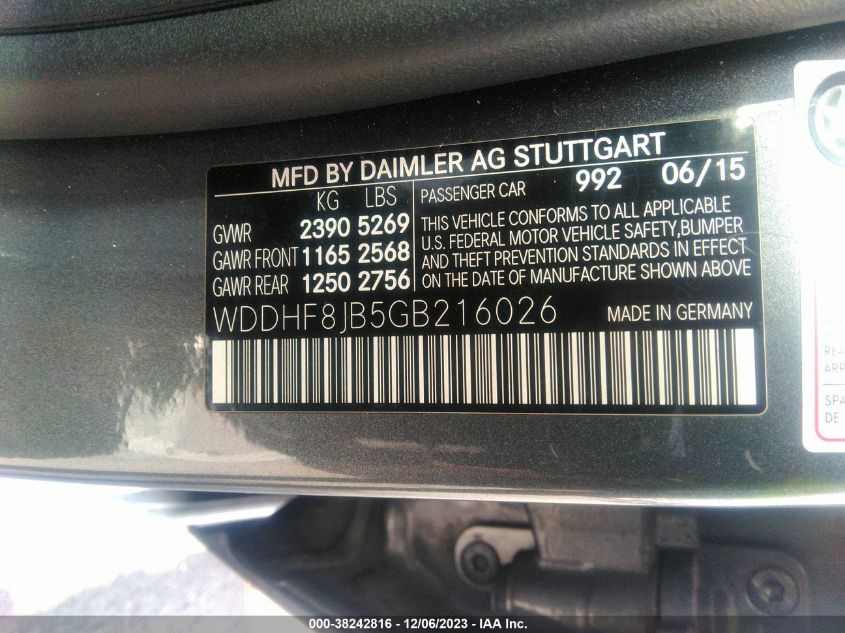 MFD BY DAIMLER AG STUTTGART
KG LBS
GVWR 2390 5269
GAWR FRONT 1165 2568
GAWR REAR 1250 2756
PASSENGER CAR 992 06/15
THIS VEHICLE CONFORMS TO ALL APPLICABLE
U.S. FEDERAL MOTOR VEHICLE SAFETY,BUMPER
AND THEFT PREVENTION STANDARDS IN EFFECT
ON THE DATE OF MANUFACTURE SHOWN ABOVE
WDDHF8JB5GB216026 MADE IN GERMANY
SPA
DE
000-38242816 - 12/06/2023 - IAA Inc.